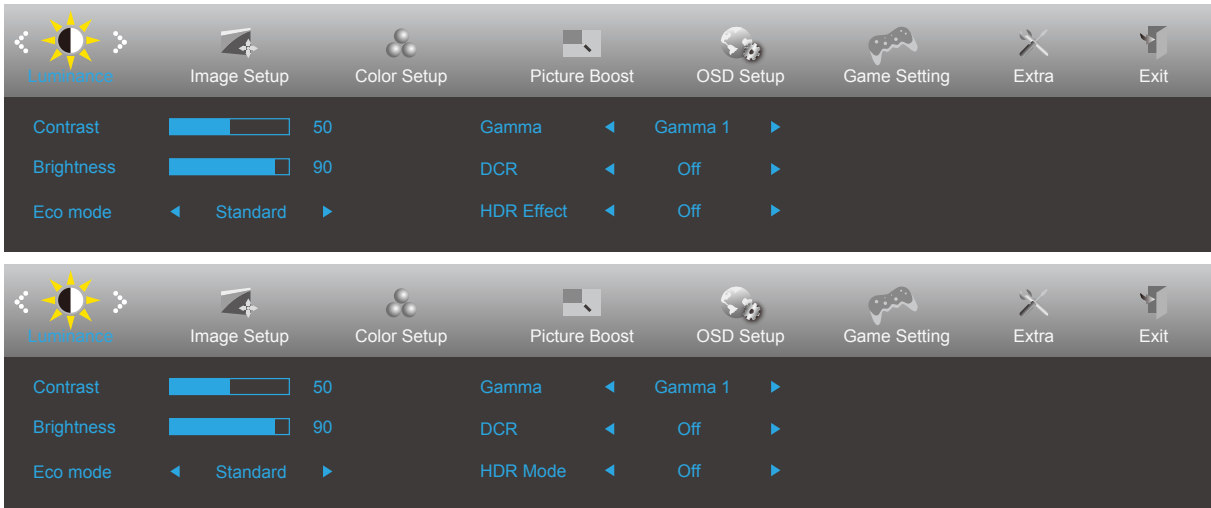 Luminance Image Setup Color Setup Picture Boost OSD Setup Game Setting Extra Exit
Contrast 50 Gamma Gamma 1
Brightness 90 DCR Off
Eco mode Standard HDR Effect Off
Luminance Image Setup Color Setup Picture Boost OSD Setup Game Setting Extra Exit
Contrast 50 Gamma Gamma 1
Brightness 90 DCR Off
Eco mode Standard HDR Mode Off